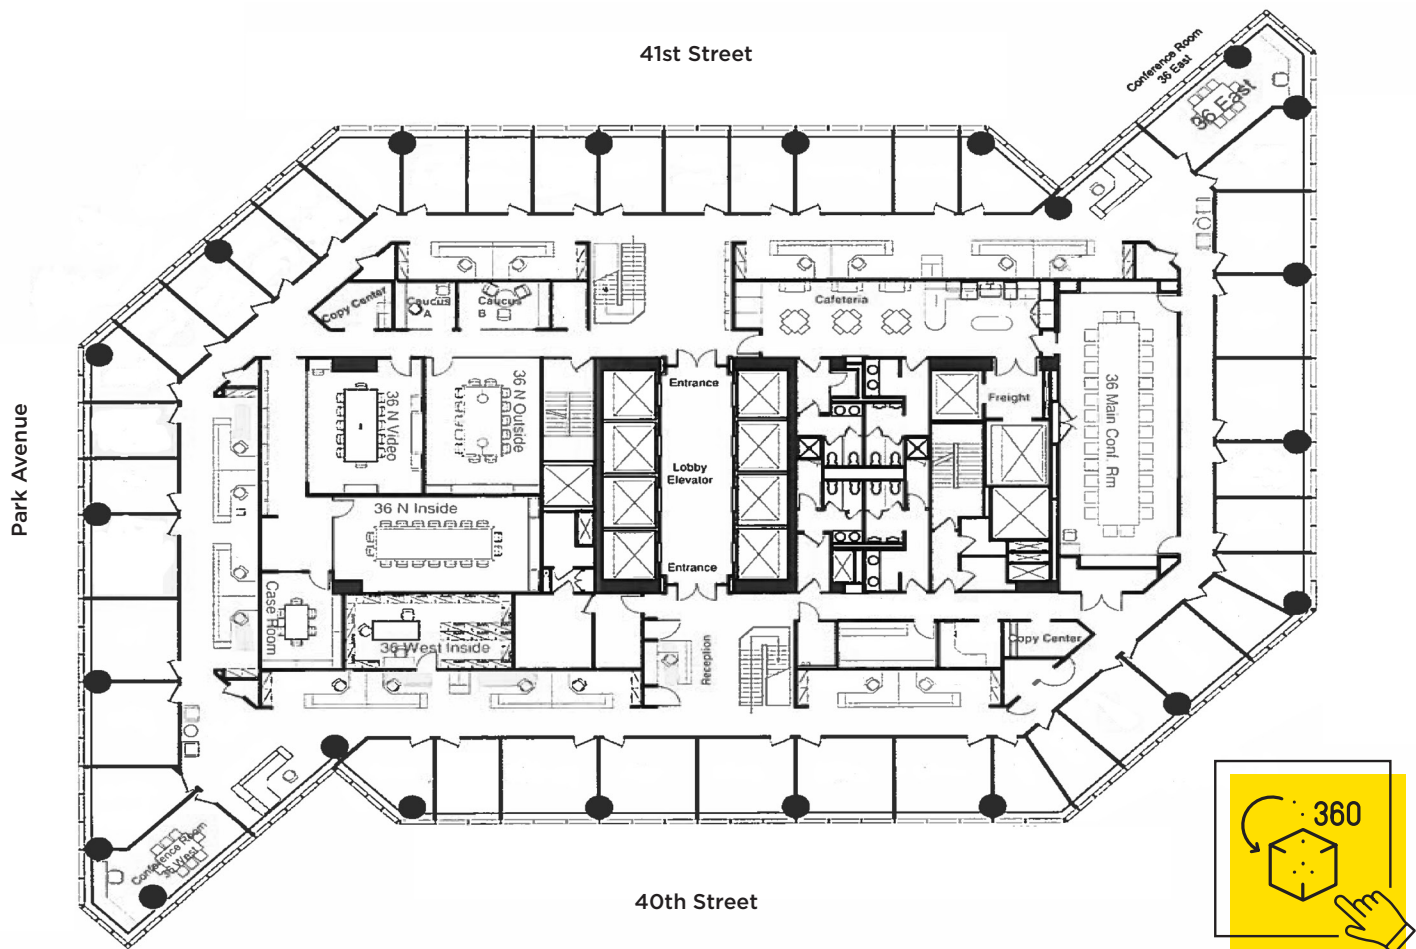 41st Street
Conference Room
36 East
36 East
Copy Center
Caucus
A
Caucus
B
Cafeteria
Park Avenue
36 N Video
36 N Outside
Entrance
Freight
36 Main Conf. Rm
Lobby
Elevator
36 N Inside
Entrance
Case Room
36 West Inside
Reception
Copy Center
Conference Room
36 West
40th Street
360